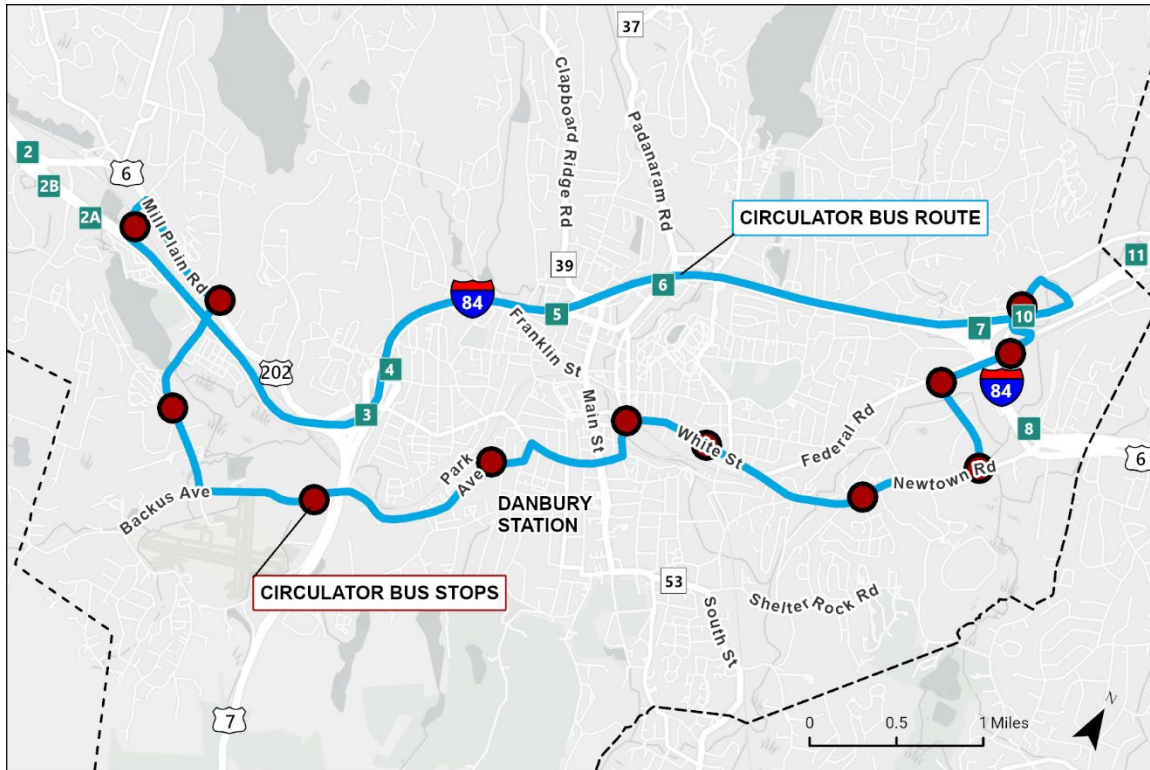 37
Clapboard Ridge Rd
Padanaram Rd
2
6
2B
2A
Mill Plain Rd
CIRCULATOR BUS ROUTE
39
11
6
84
5
10
7
Franklin St
202
4
84
3
Main St
White St
Federal Rd
8
6
Park
Ave
Newtown Rd
Backus Ave
DANBURY
STATION
CIRCULATOR BUS STOPS
53
Shelter Rock Rd
South St
7
N
0 0.5 1 Miles